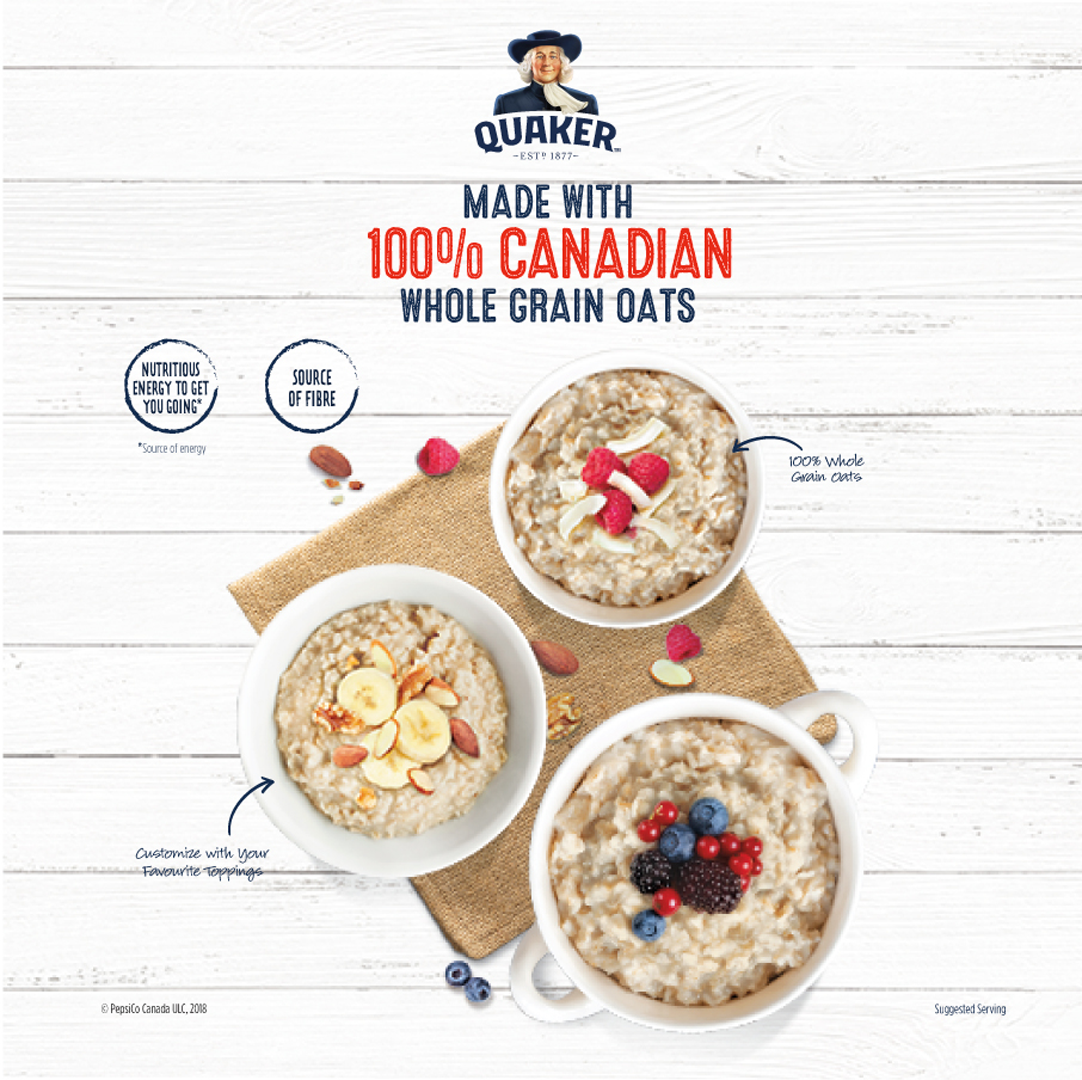 QUAKER™
-ESTD 1877-
MADE WITH
100% CANADIAN
WHOLE GRAIN OATS
NUTRITIOUS
ENERGY TO GET
YOU GOING*
*Source of energy
SOURCE
OF FIBRE
100% Whole
Grain Oats
Customize with Your
Favourite Toppings
© PepsiCo Canada ULC, 2018
Suggested Serving